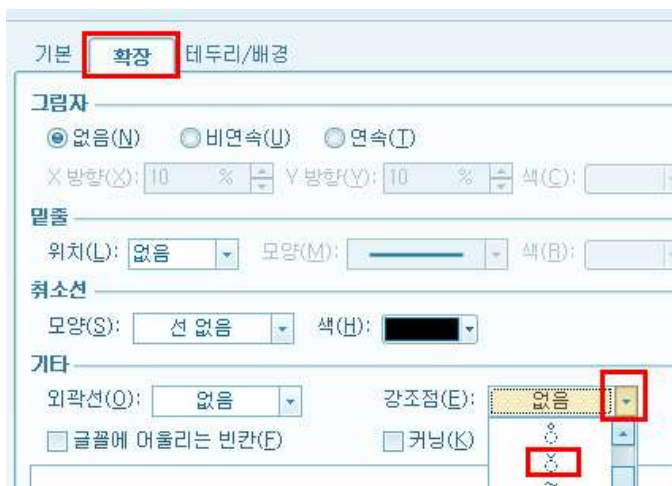 기본 확장 테두리/배경
그림자
없음(N) 비연속(U) 연속(T)
X 방향(X): 10 % Y 방향(Y): 10 % 색(C):
밑줄
위치(L): 없음 모양(M): 색(R):
취소선
모양(S): 선 없음 색(H):
기타
외곽선(O): 없음 강조점(E): 없음
글꼴에 어울리는 빈칸(F) 커닝(K)